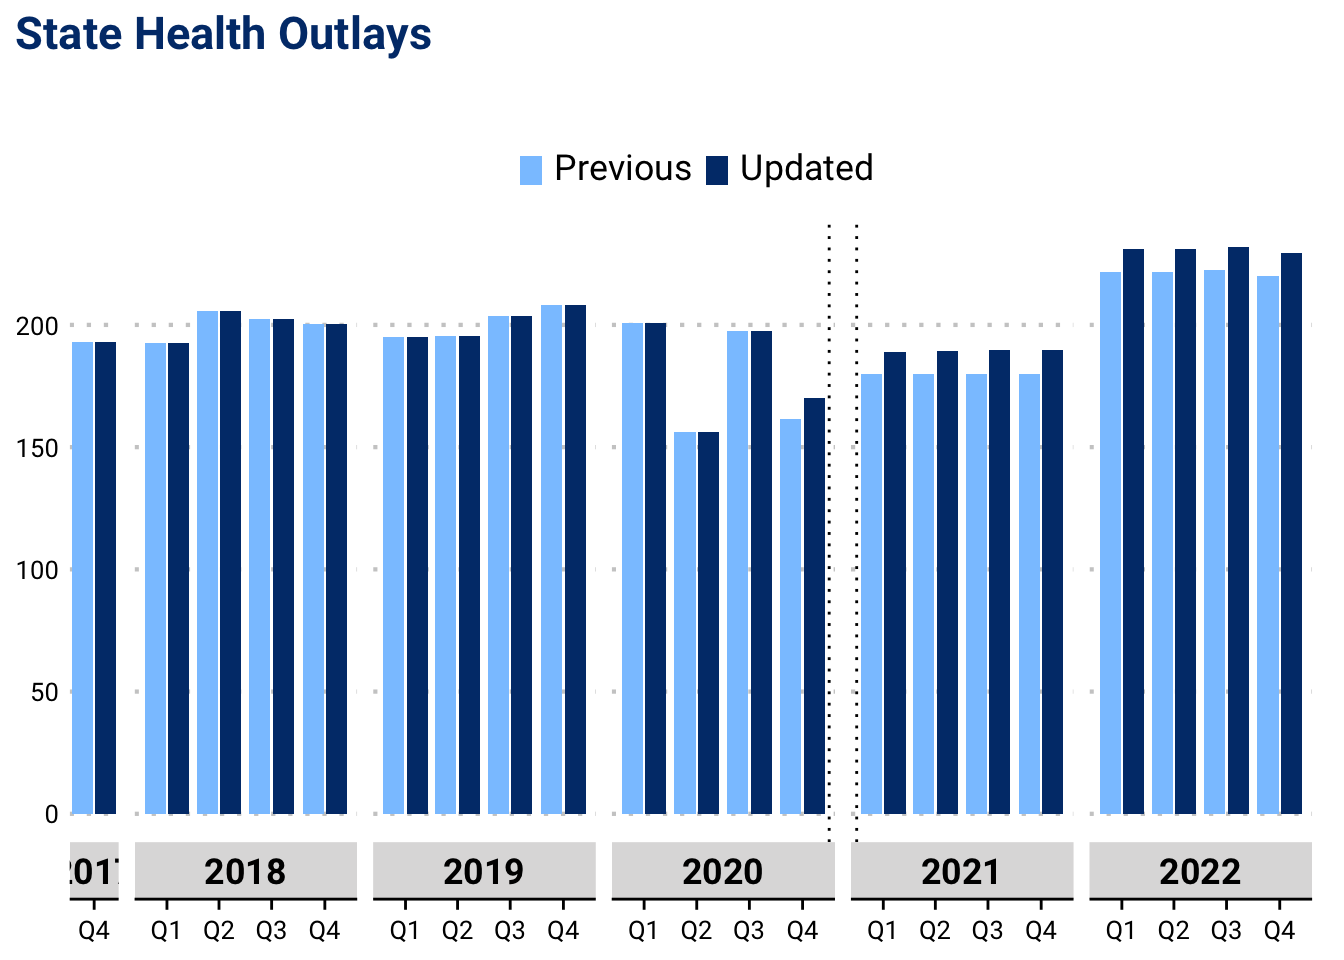 State Health Outlays
Previous Updated
200
150
100
50
0
2018 2019 2020 2021 2022
Q4 Q1 Q2 Q3 Q4 Q1 Q2 Q3 Q4 Q1 Q2 Q3 Q4 Q1 Q2 Q3 Q4 Q1 Q2 Q3 Q4